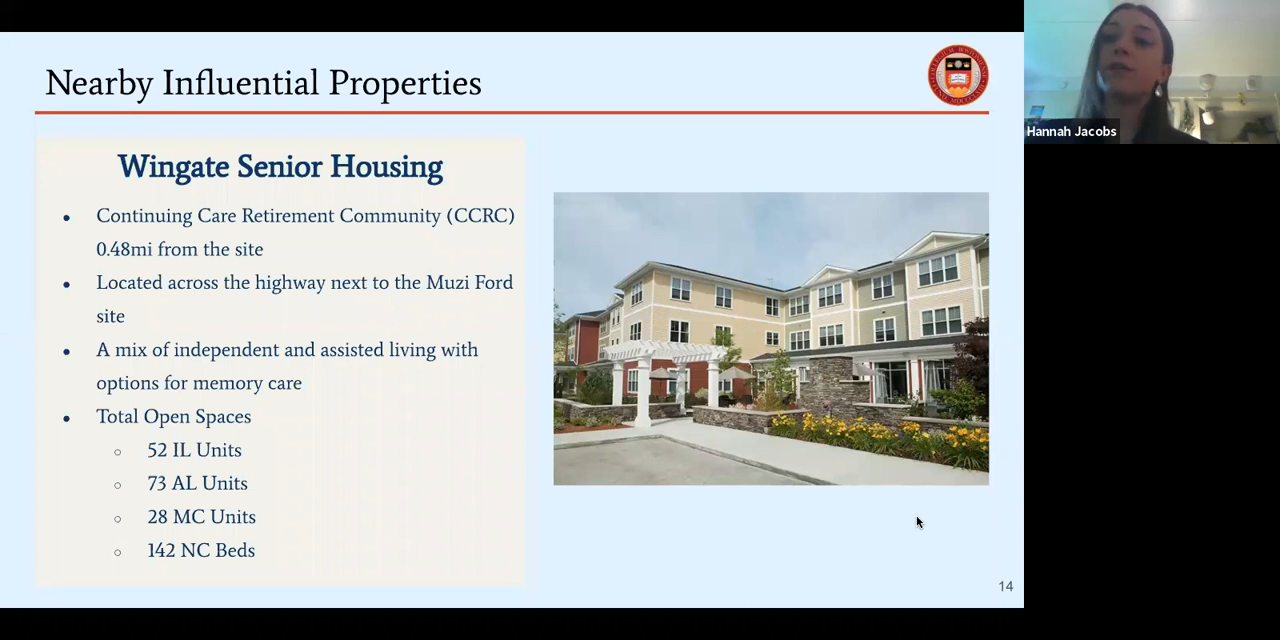 Nearby Influential Properties
Wingate Senior Housing
Continuing Care Retirement Community (CCRC)
0.48mi from the site
Located across the highway next to the Muzi Ford
site
A mix of independent and assisted living with
options for memory care
Total Open Spaces
52 IL Units
73 AL Units
28 MC Units
142 NC Beds
14
Hannah Jacobs